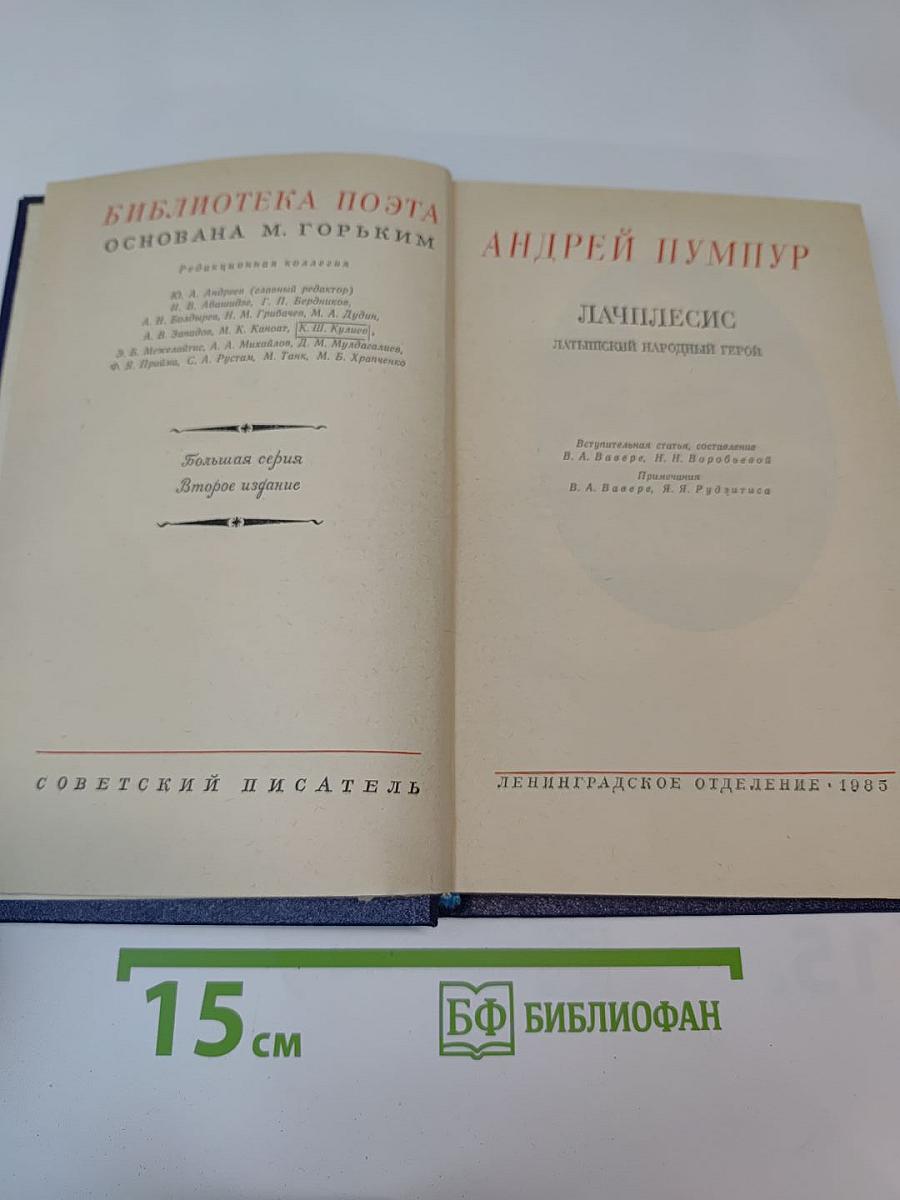 БИБЛИОТЕКА ПОЭТА
ОСНОВАНА М. ГОРЬКИМ
Редакционная коллегия
Ю. А. Андреев (главный редактор)
И. В. Абашидзе, Г. П. Бердников,
А. Н. Болдырев, Н. М. Грибачев, М. А. Дудин,
А. В. Западов, М. К. Каноат, К. Ш. Кулиев,
Э. Б. Межелайтис, А. А. Михайлов, Д. М. Мулдагалиев,
Ф. Я. Прийма, С. А. Рустам, М. Танк, М. Б. Храпченко
Большая серия
Второе издание
СОВЕТСКИЙ ПИСАТЕЛЬ
АНДРЕЙ ПУМПУР
ЛАЧПЛЕСИС
ЛАТЫШСКИЙ НАРОДНЫЙ ГЕРОЙ
Вступительная статья, составление
В. А. Вавере, Н. Н. Воробьевой
Примечания
В. А. Вавере, Я. Я. Рудзитиса
ЛЕНИНГРАДСКОЕ ОТДЕЛЕНИЕ · 1985
15 см
БФ БИБЛИОФАН